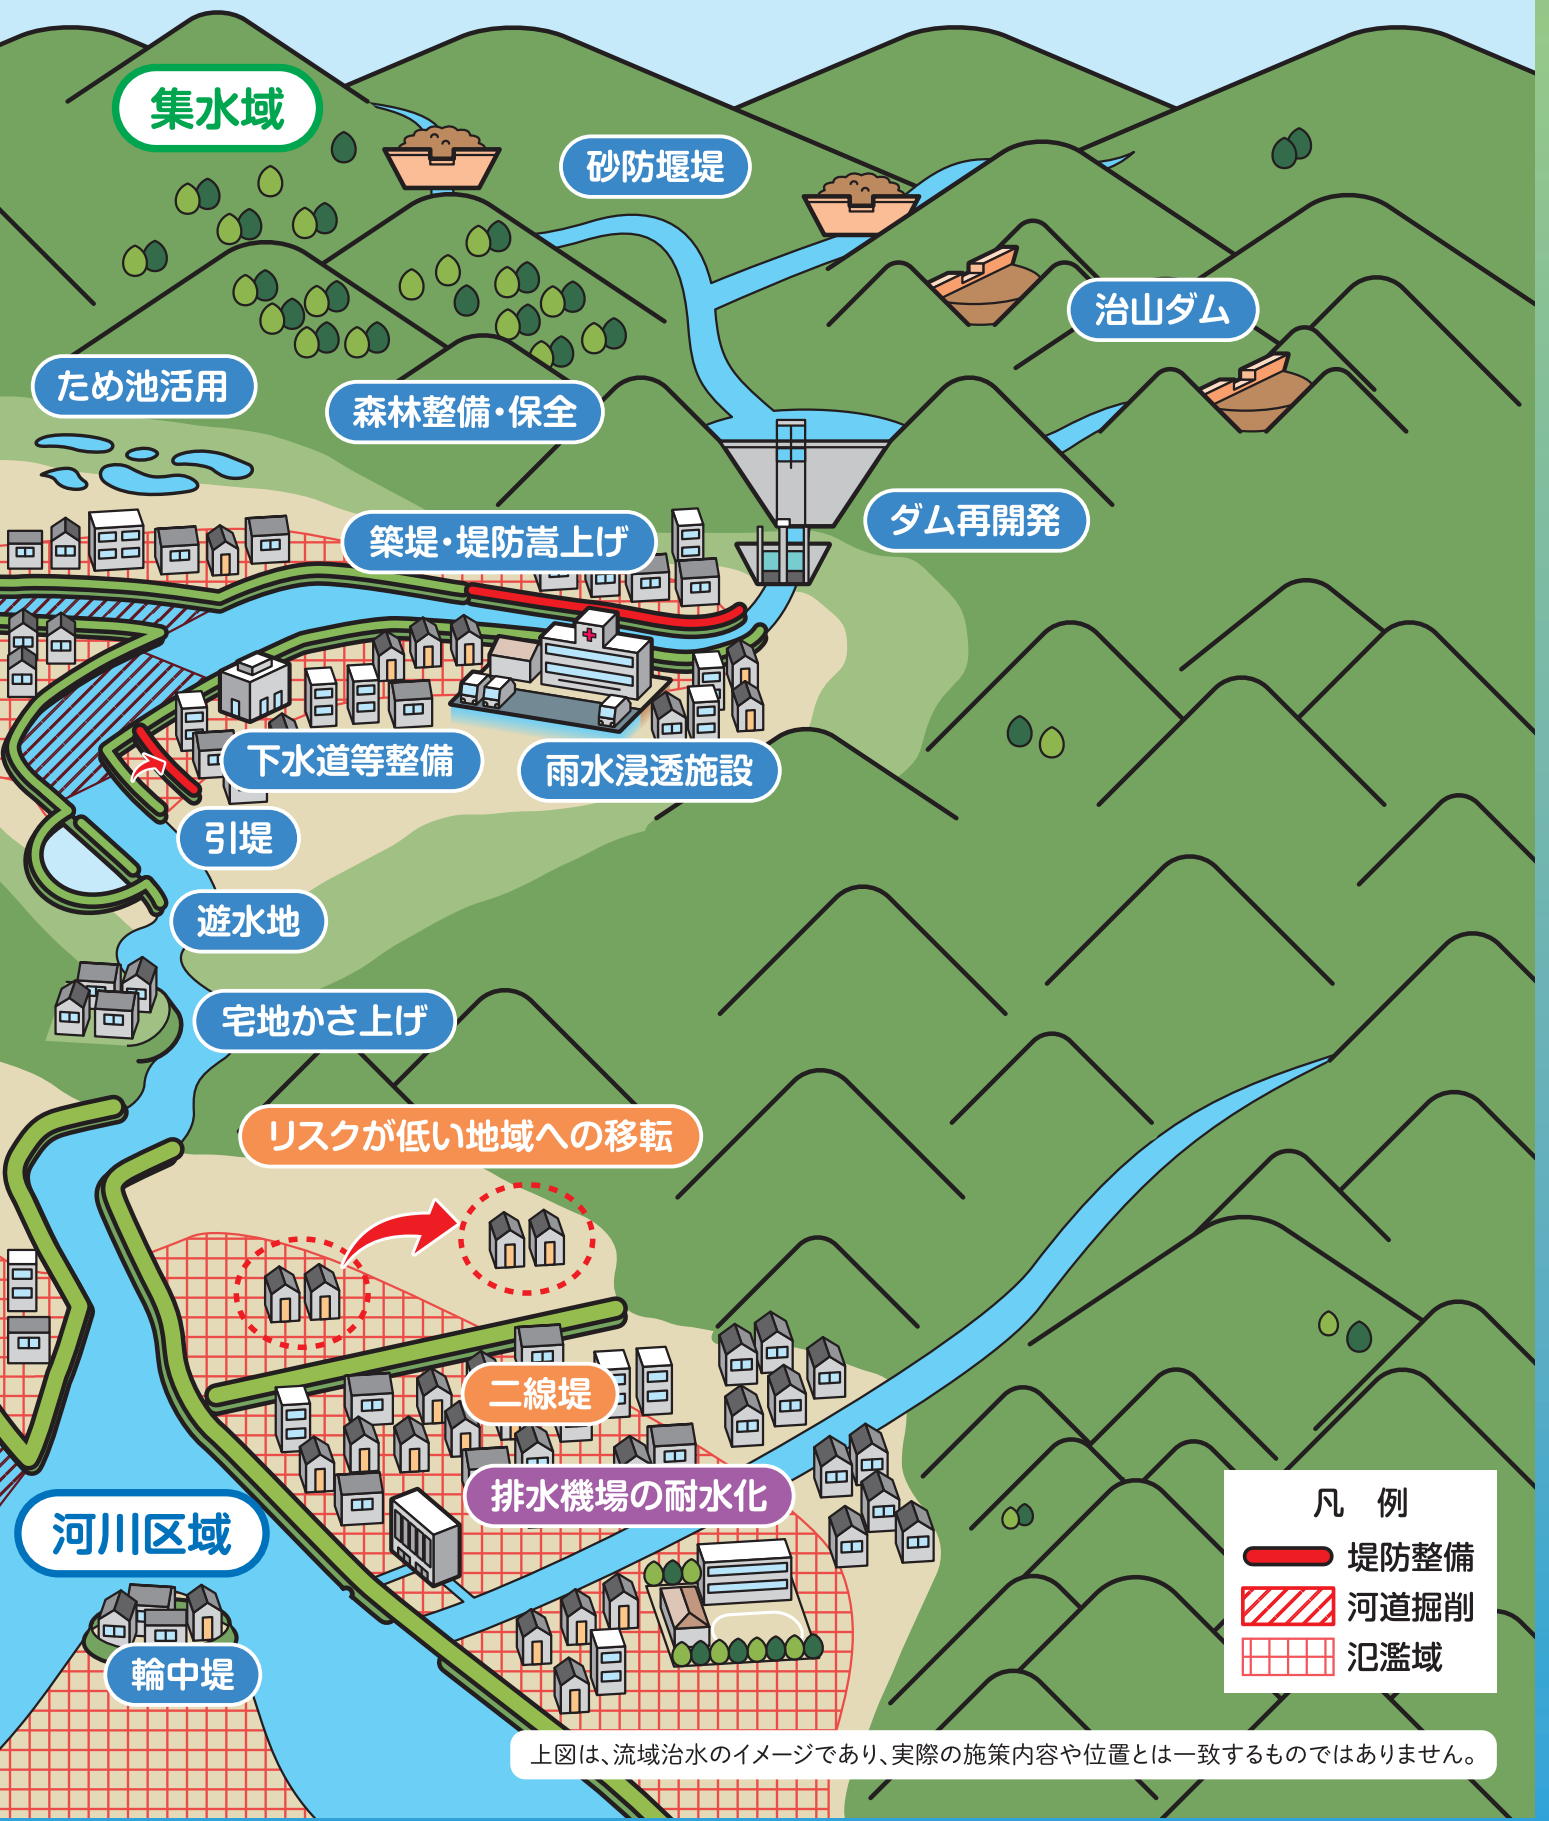 集水域
砂防堰堤
治山ダム
ため池活用
森林整備・保全
ダム再開発
築堤・堤防嵩上げ
下水道等整備
雨水浸透施設
引堤
遊水地
宅地かさ上げ
リスクが低い地域への移転
二線堤
排水機場の耐水化
河川区域
輪中堤
凡 例
堤防整備
河道掘削
氾濫域
上図は、流域治水のイメージであり、実際の施策内容や位置とは一致するものではありません。